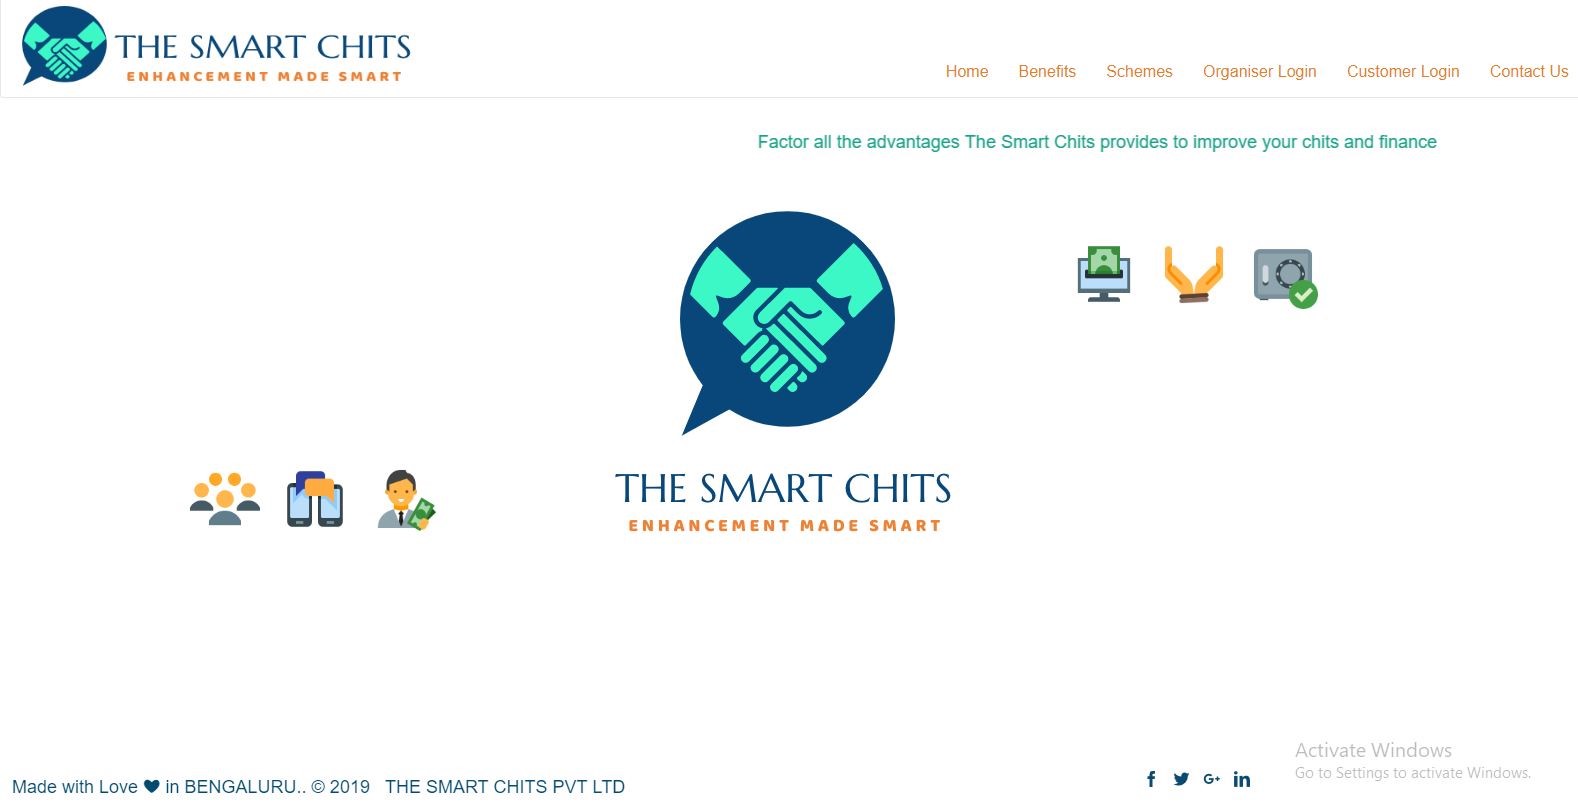 THE SMART CHITS
ENHANCEMENT MADE SMART
Home Benefits Schemes Organiser Login Customer Login Contact Us
Factor all the advantages The Smart Chits provides to improve your chits and finance
THE SMART CHITS
ENHANCEMENT MADE SMART
Activate Windows
Go to Settings to activate Windows.
Made with Love in BENGALURU.. © 2019 THE SMART CHITS PVT LTD